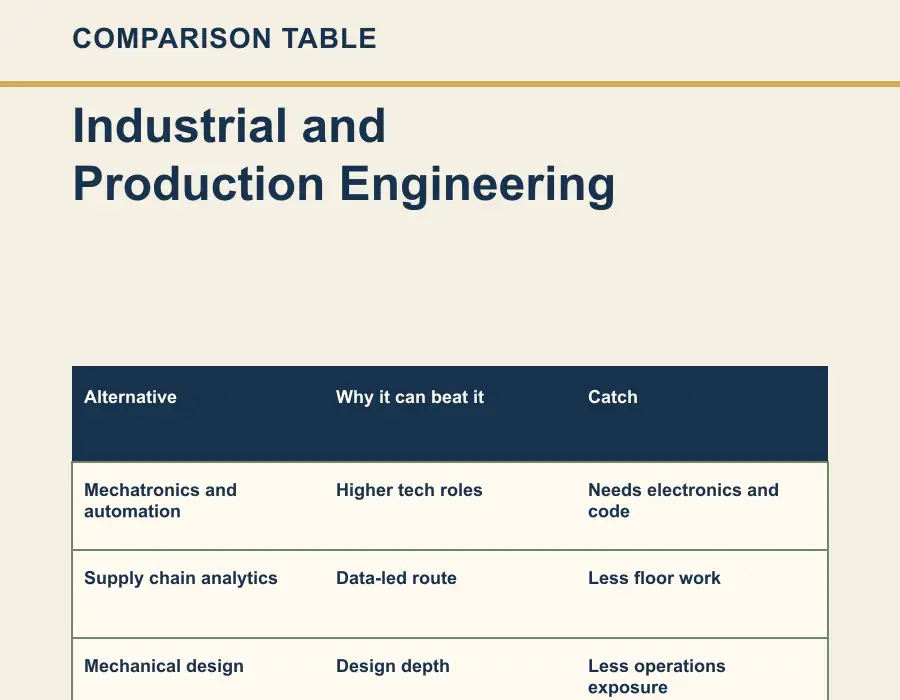 COMPARISON TABLE
Industrial and
Production Engineering
Alternative
Why it can beat it
Catch
Mechatronics and
automation
Higher tech roles
Needs electronics and
code
Supply chain analytics
Data-led route
Less floor work
Mechanical design
Design depth
Less operations
exposure